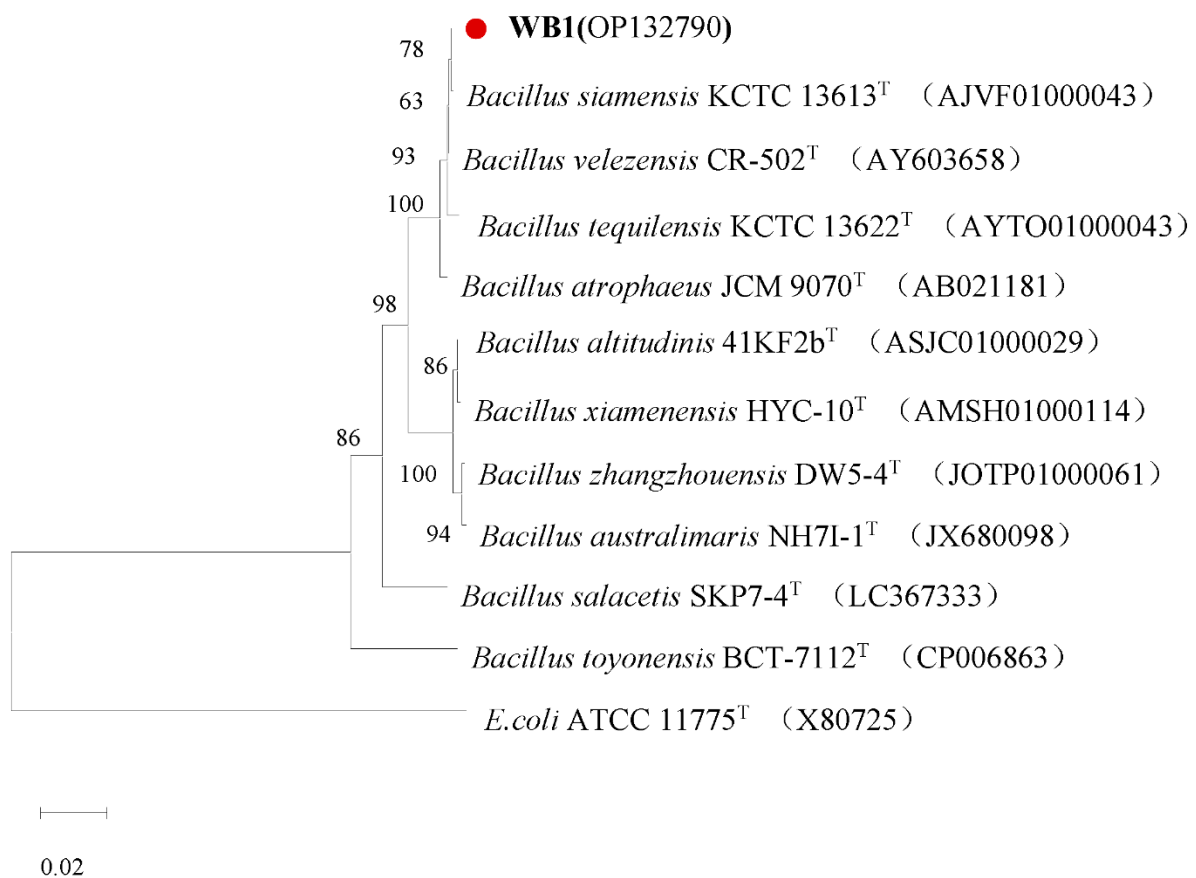 WB1(OP132790)
78
Bacillus siamensis KCTC 13613ᵀ （AJVF01000043）
63
Bacillus velezensis CR-502ᵀ （AY603658）
93
100
Bacillus tequilensis KCTC 13622ᵀ （AYTO01000043）
Bacillus atrophaeus JCM 9070ᵀ （AB021181）
98
Bacillus altitudinis 41KF2bᵀ （ASJC01000029）
86
Bacillus xiamenensis HYC-10ᵀ （AMSH01000114）
86
100
Bacillus zhangzhouensis DW5-4ᵀ （JOTP01000061）
94
Bacillus australimaris NH7I-1ᵀ （JX680098）
Bacillus salacetis SKP7-4ᵀ （LC367333）
Bacillus toyonensis BCT-7112ᵀ （CP006863）
E.coli ATCC 11775ᵀ （X80725）
0.02